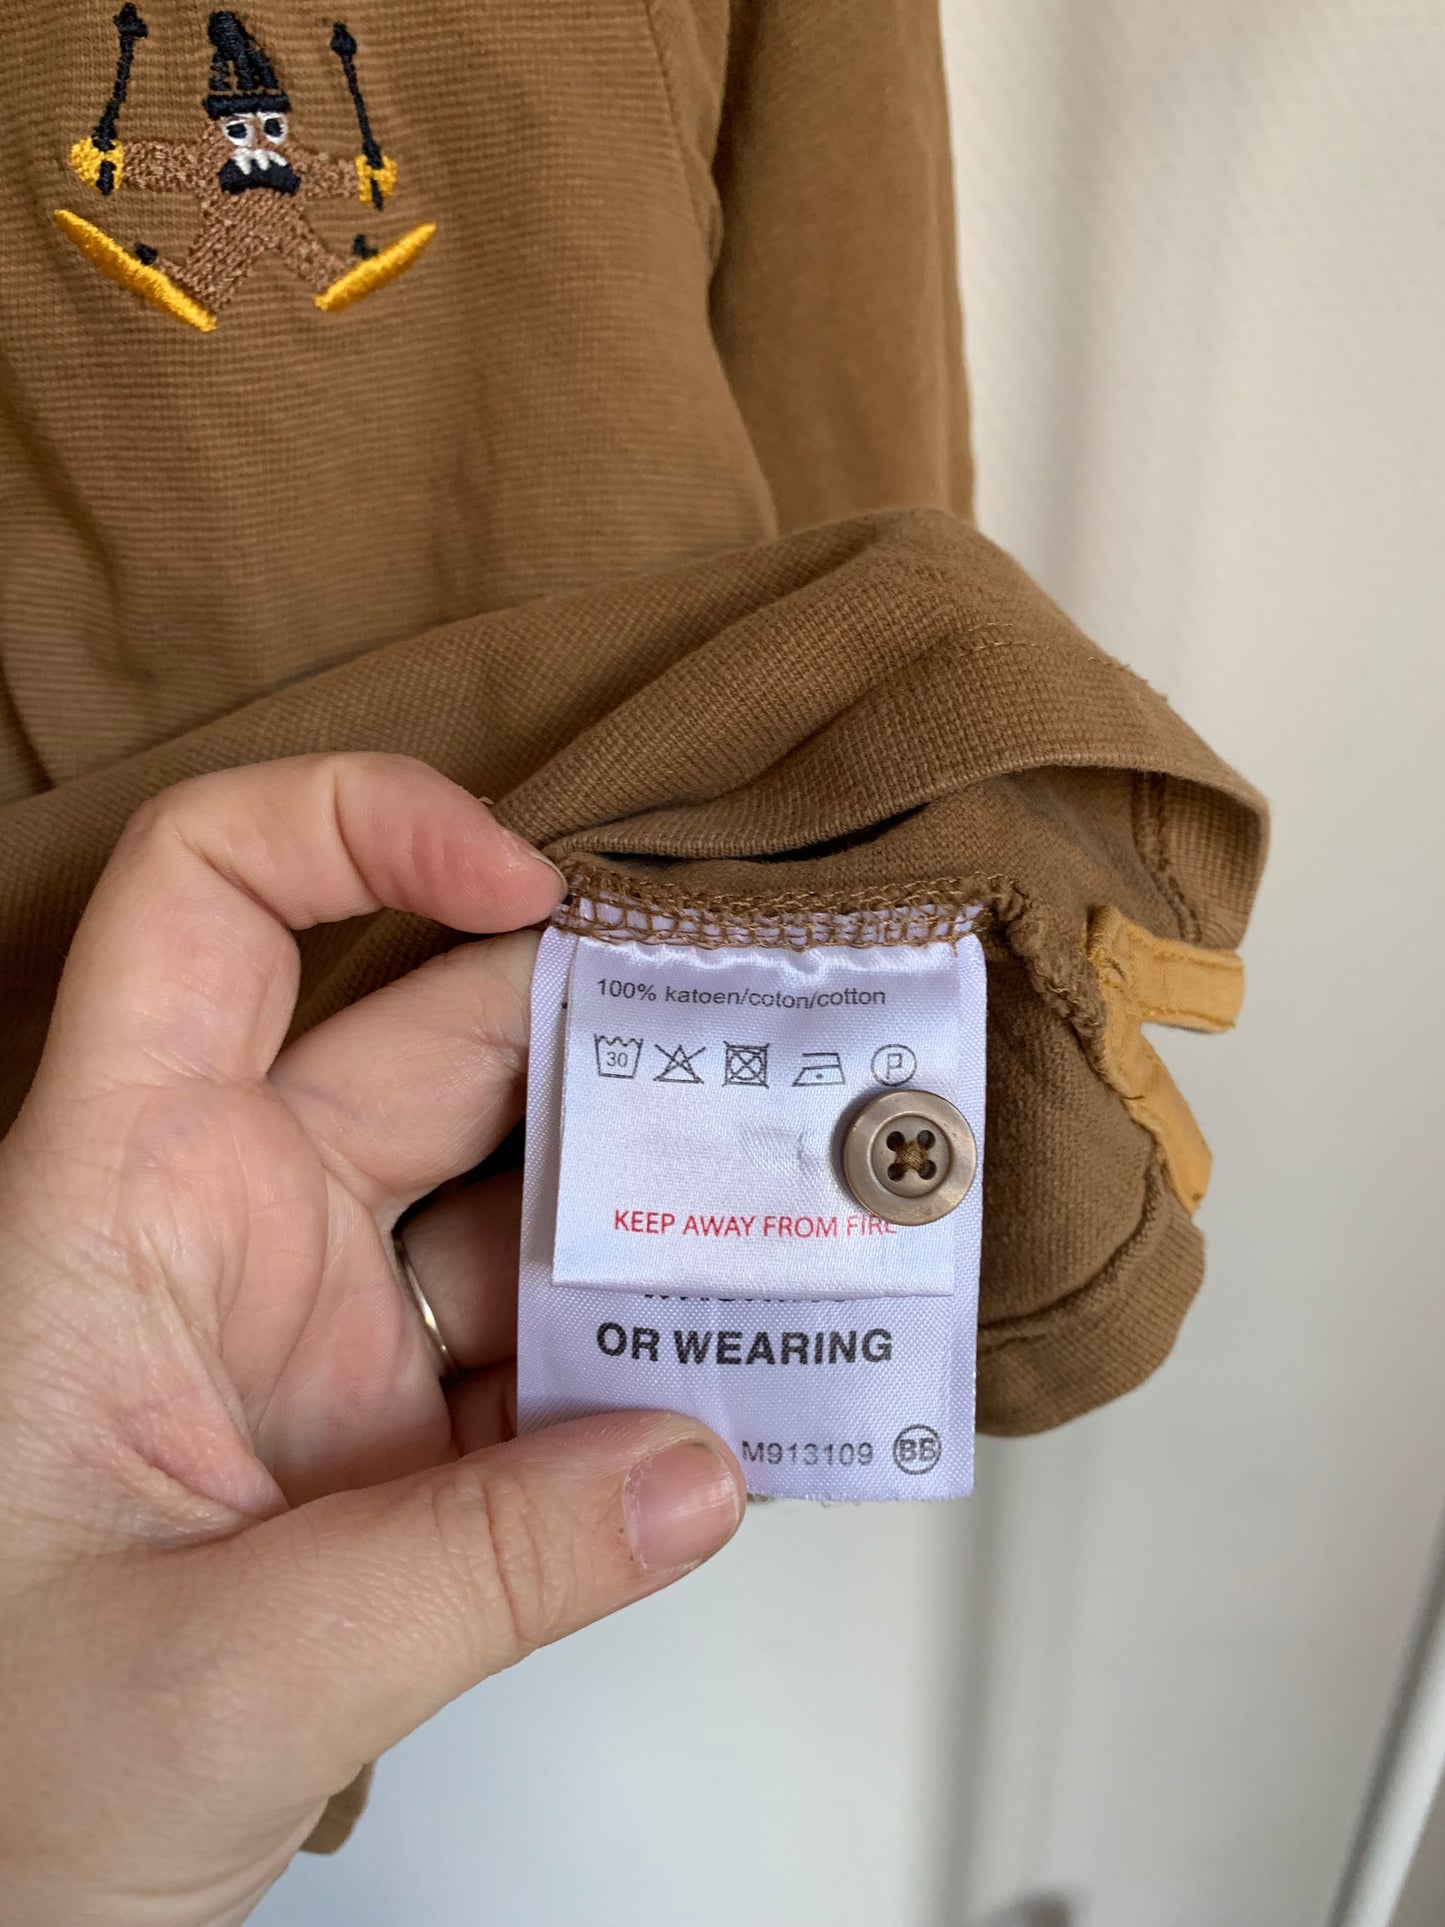 100% katoen/coton/cotton
30
P
KEEP AWAY FROM FIRE
OR WEARING
M913109 BB